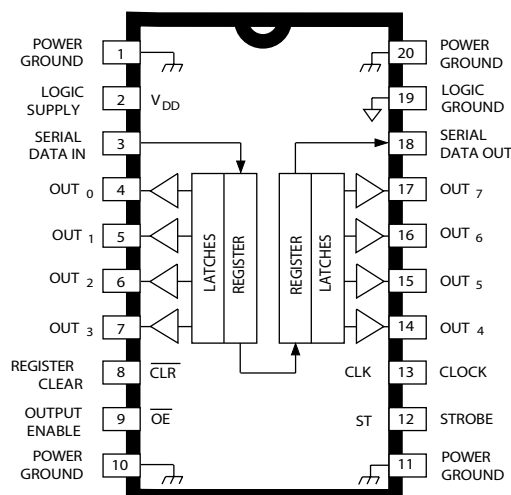 POWER
GROUND
1
20
POWER
GROUND
LOGIC
SUPPLY
2
VDD
19
LOGIC
GROUND
SERIAL
DATA IN
3
18
SERIAL
DATA OUT
OUT 0
4
17
OUT 7
OUT 1
5
16
OUT 6
OUT 2
6
15
OUT 5
OUT 3
7
14
OUT 4
LATCHES
REGISTER
REGISTER
LATCHES
REGISTER
CLEAR
8
CLR
CLK
13
CLOCK
OUTPUT
ENABLE
9
OE
ST
12
STROBE
POWER
GROUND
10
11
POWER
GROUND